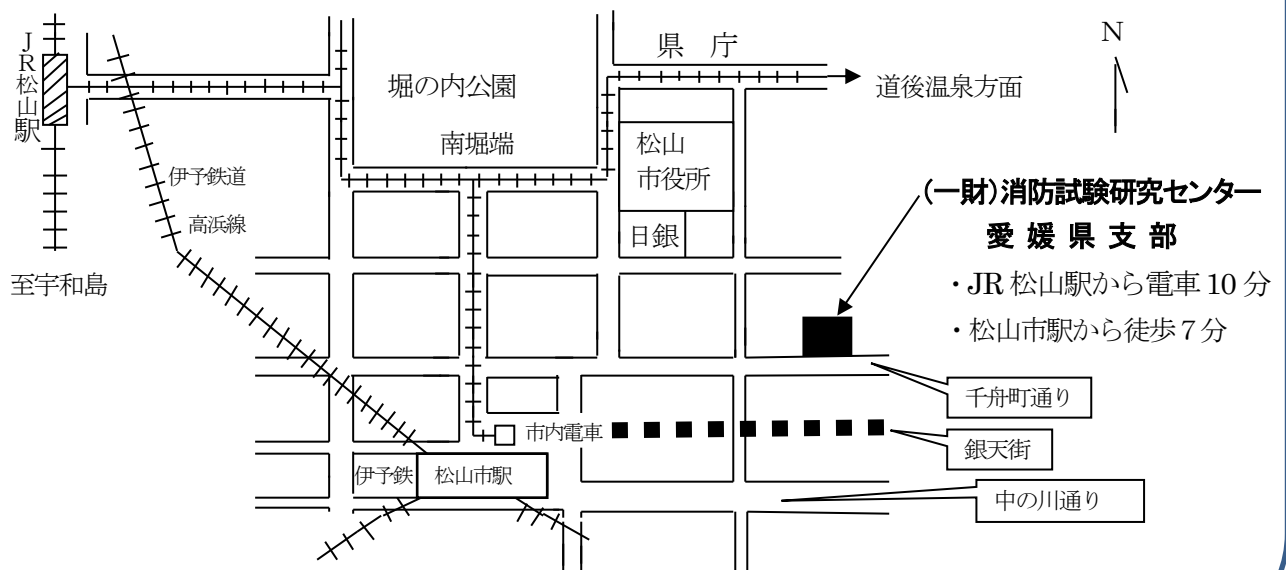 N
県 庁
JR松山駅
堀の内公園
道後温泉方面
南堀端
松山
市役所
伊予鉄道
高浜線
日銀
(一財)消防試験研究センター
愛 媛 県 支 部
・JR 松山駅から電車 10 分
・松山市駅から徒歩 7 分
至宇和島
千舟町通り
市内電車
銀天街
伊予鉄
松山市駅
中の川通り